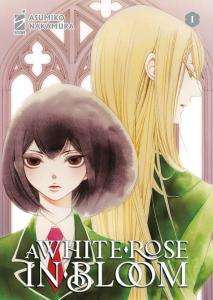 ASUMIKO
NAKAMURA
1
A WHITE ROSE
IN BLOOM